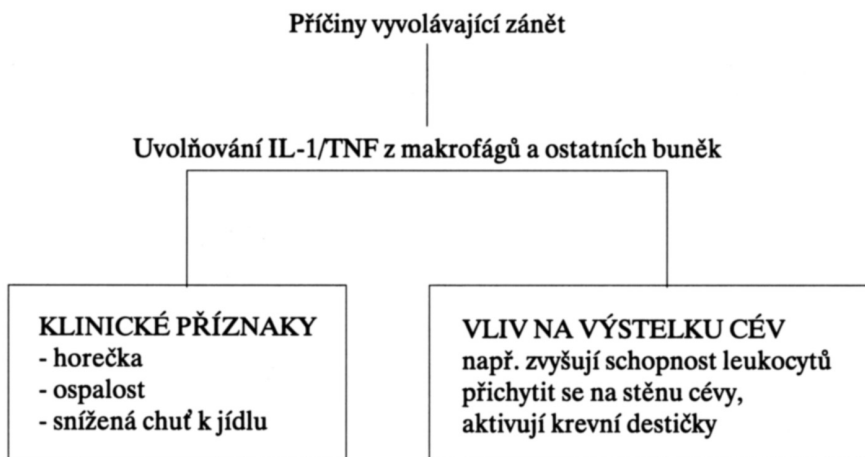 Příčiny vyvolávající zánět
Uvolňování IL-1/TNF z makrofágů a ostatních buněk
KLINICKÉ PŘÍZNAKY
- horečka
- ospalost
- snížená chuť k jídlu
VLIV NA VÝSTELKU CÉV
např. zvyšují schopnost leukocytů
přichytit se na stěnu cévy,
aktivují krevní destičky